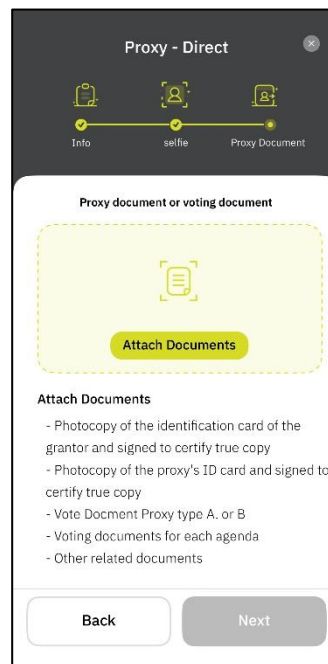 Proxy - Direct
Info
selfie
Proxy Document
Proxy document or voting document
Attach Documents
Attach Documents
- Photocopy of the identification card of the
grantor and signed to certify true copy
- Photocopy of the proxy's ID card and signed to
certify true copy
- Vote Docment Proxy type A. or B
- Voting documents for each agenda
- Other related documents
Back
Next